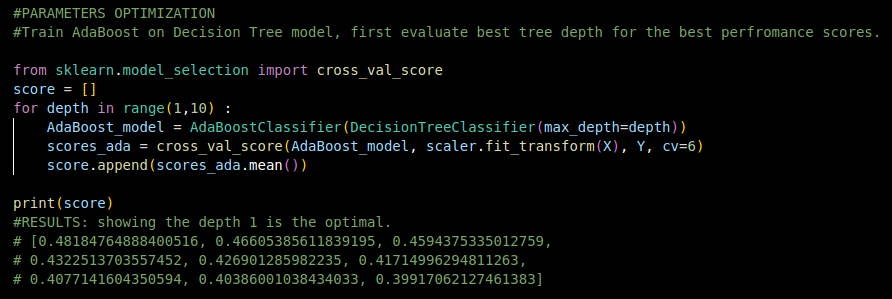 #PARAMETERS OPTIMIZATION
#Train AdaBoost on Decision Tree model, first evaluate best tree depth for the best perfromance scores.
from sklearn.model_selection import cross_val_score
score = []
for depth in range(1,10) :
AdaBoost_model = AdaBoostClassifier(DecisionTreeClassifier(max_depth=depth))
scores_ada = cross_val_score(AdaBoost_model, scaler.fit_transform(X), Y, cv=6)
score.append(scores_ada.mean())
print(score)
#RESULTS: showing the depth 1 is the optimal.
# [0.48184764888400516, 0.46605385611839195, 0.4594375335012759,
# 0.4322513703557452, 0.426901285982235, 0.41714996294811263,
# 0.4077141604350594, 0.40386001038434033, 0.39917062127461383]